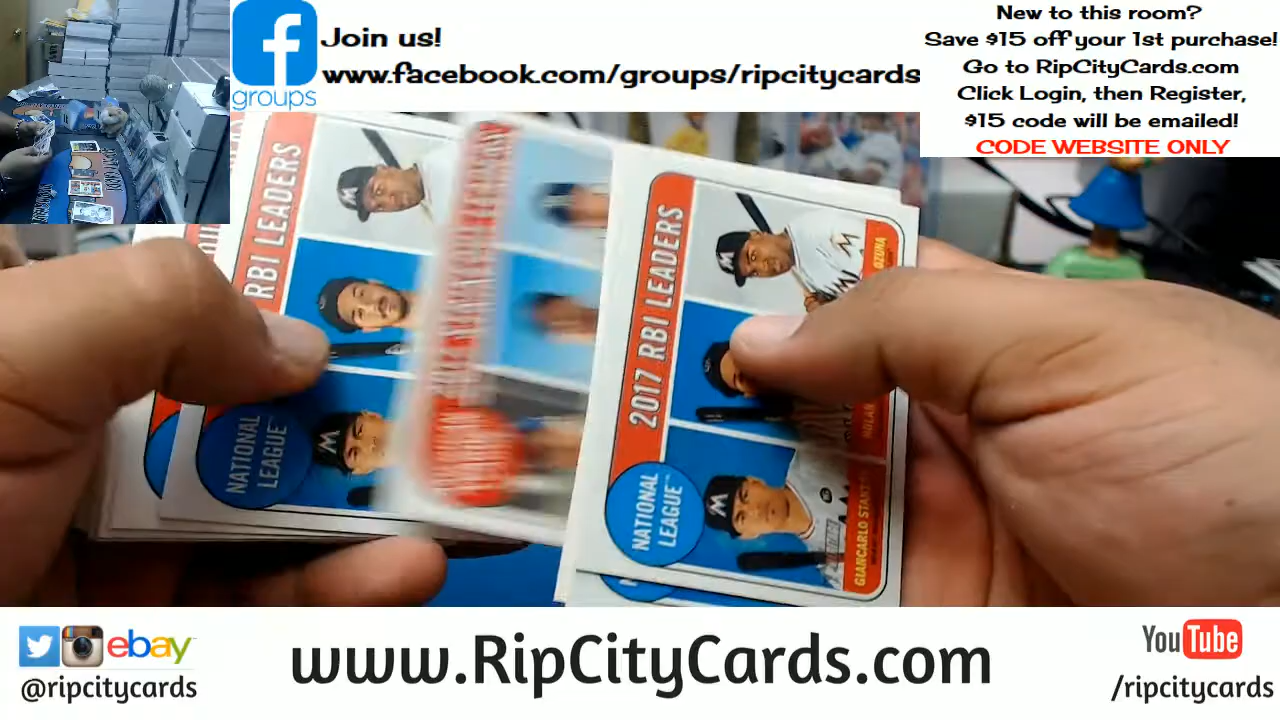 Join us!
www.facebook.com/groups/ripcitycards
groups
New to this room?
Save $15 off your 1st purchase!
Go to RipCityCards.com
Click Login, then Register,
$15 code will be emailed!
CODE WEBSITE ONLY
RBI LEADERS
NATIONAL
LEAGUE
2017 RBI LEADERS
NATIONAL
LEAGUE
OZUNA
NOLAN
GIANCARLO
ebay
@ripcitycards
www.RipCityCards.com
YouTube
/ripcitycards